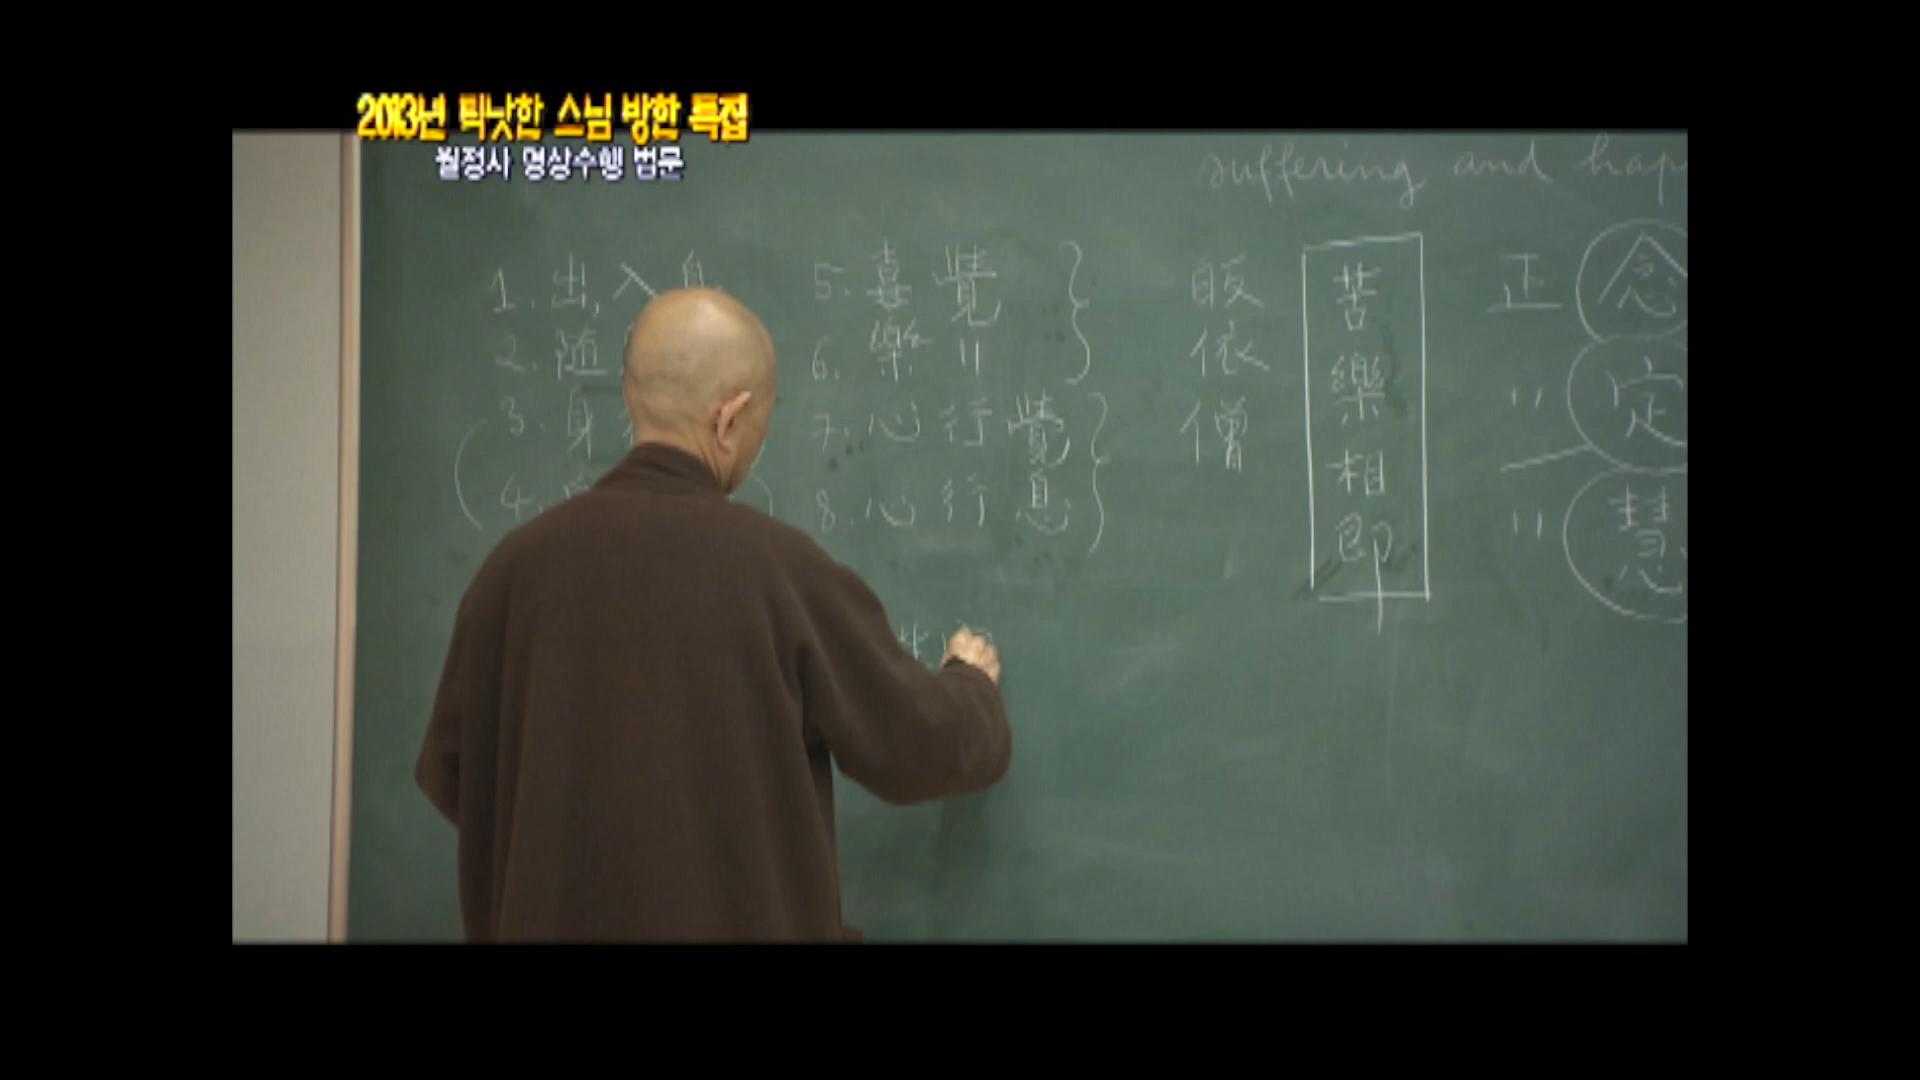 2013년 틱낫한 스님 방한 특집
월정사 명상수행 법문
suffering and hap
1. 出, 入 息
2. 随
3. 身
4.
5. 喜 覺
6. 樂 〃
7. 心 行 覺
8. 心 行 息
皈依僧
苦樂相即
正 念
〃 定
〃 慧